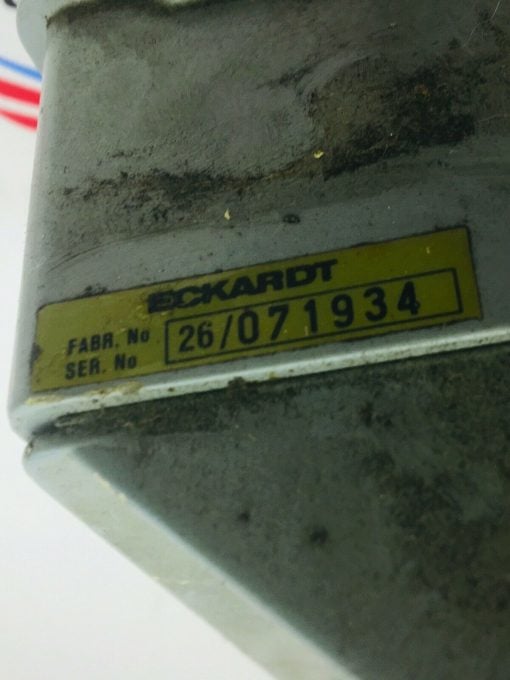 ECKARDT
FABR. No
SER. No
26/071934